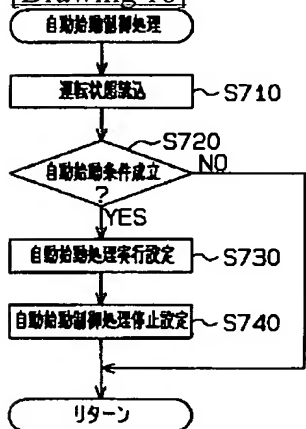 [Drawing 10]
自動始動制御処理
運転状態読込
S710
S720
自動始動条件成立
?
NO
YES
自動始動処理実行設定
S730
自動始動制御処理停止設定
S740
リターン